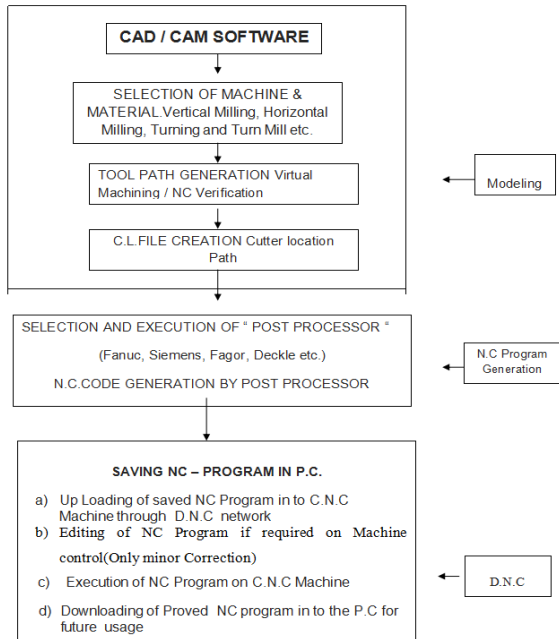 CAD / CAM SOFTWARE
SELECTION OF MACHINE &
MATERIAL.Vertical Milling, Horizontal
Milling, Turning and Turn Mill etc.
TOOL PATH GENERATION Virtual
Machining / NC Verification
Modeling
C.L.FILE CREATION Cutter location
Path
SELECTION AND EXECUTION OF " POST PROCESSOR "
(Fanuc, Siemens, Fagor, Deckle etc.)
N.C.CODE GENERATION BY POST PROCESSOR
N.C Program
Generation
SAVING NC – PROGRAM IN P.C.
a) Up Loading of saved NC Program in to C.N.C
Machine through D.N.C network
b) Editing of NC Program if required on Machine
control(Only minor Correction)
c) Execution of NC Program on C.N.C Machine
d) Downloading of Proved NC program in to the P.C for
future usage
D.N.C